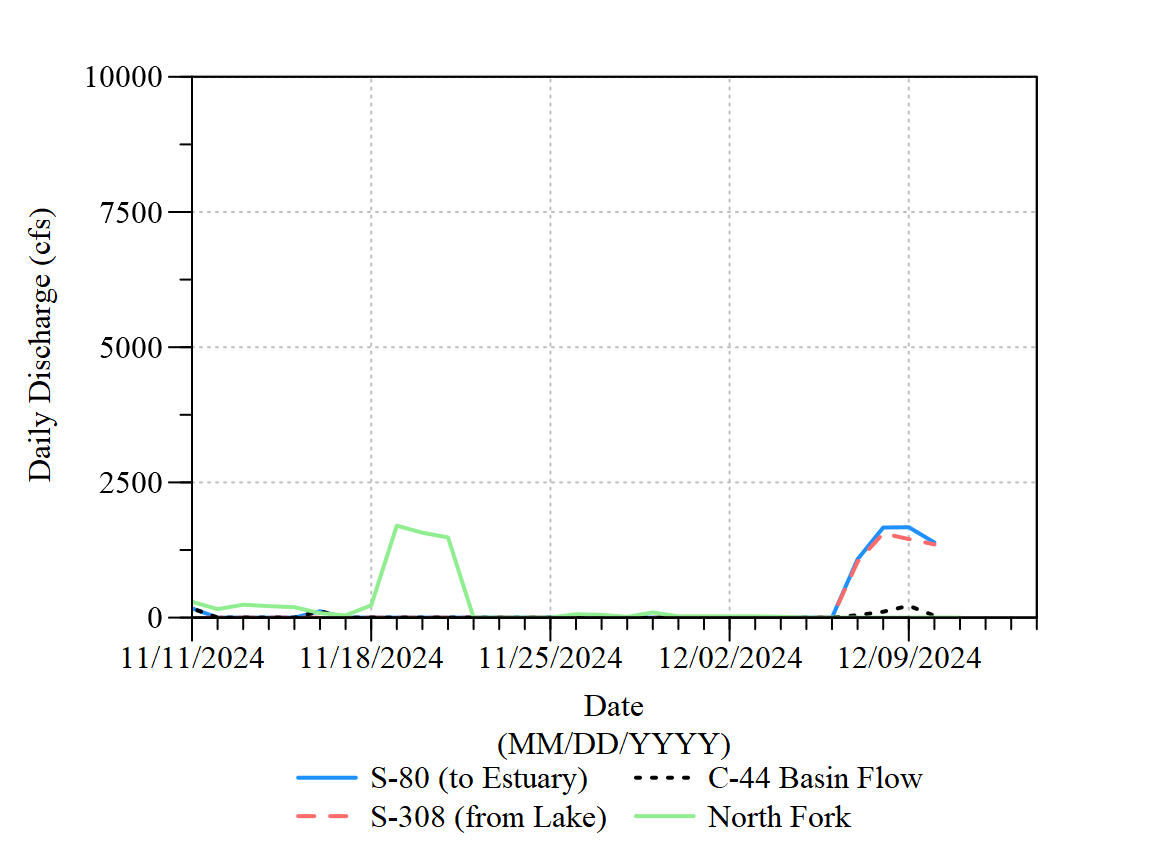 10000
7500
5000
2500
0
Daily Discharge (cfs)
11/11/2024 11/18/2024 11/25/2024 12/02/2024 12/09/2024
Date
(MM/DD/YYYY)
S-80 (to Estuary) C-44 Basin Flow
S-308 (from Lake) North Fork